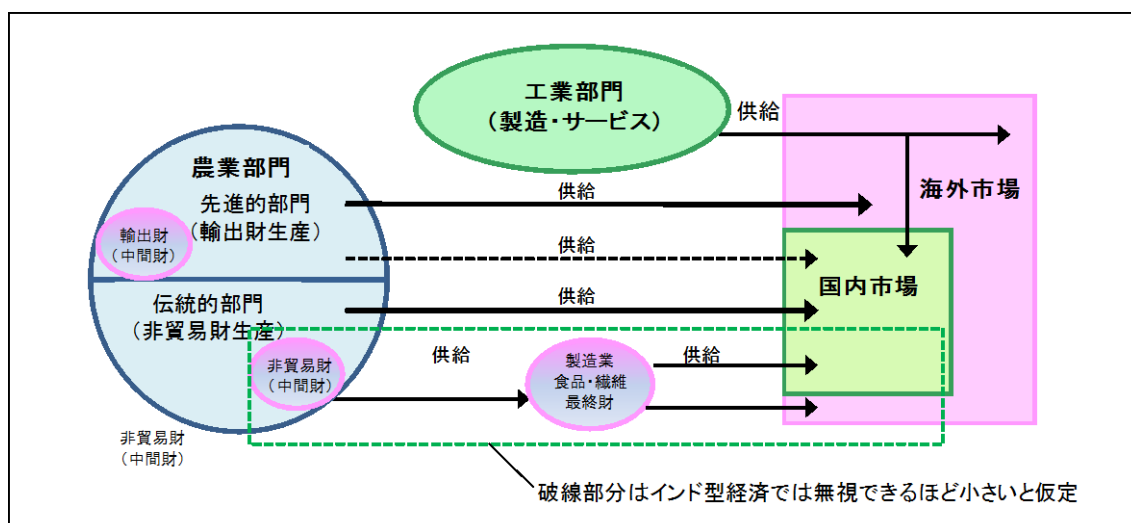 工業部門
（製造・サービス）
供給
農業部門
先進的部門
（輸出財生産）
輸出財
（中間財）
供給
海外市場
供給
国内市場
伝統的部門
（非貿易財生産）
供給
非貿易財
（中間財）
供給
製造業
食品・繊維
最終財
供給
非貿易財
（中間財）
破線部分はインド型経済では無視できるほど小さいと仮定